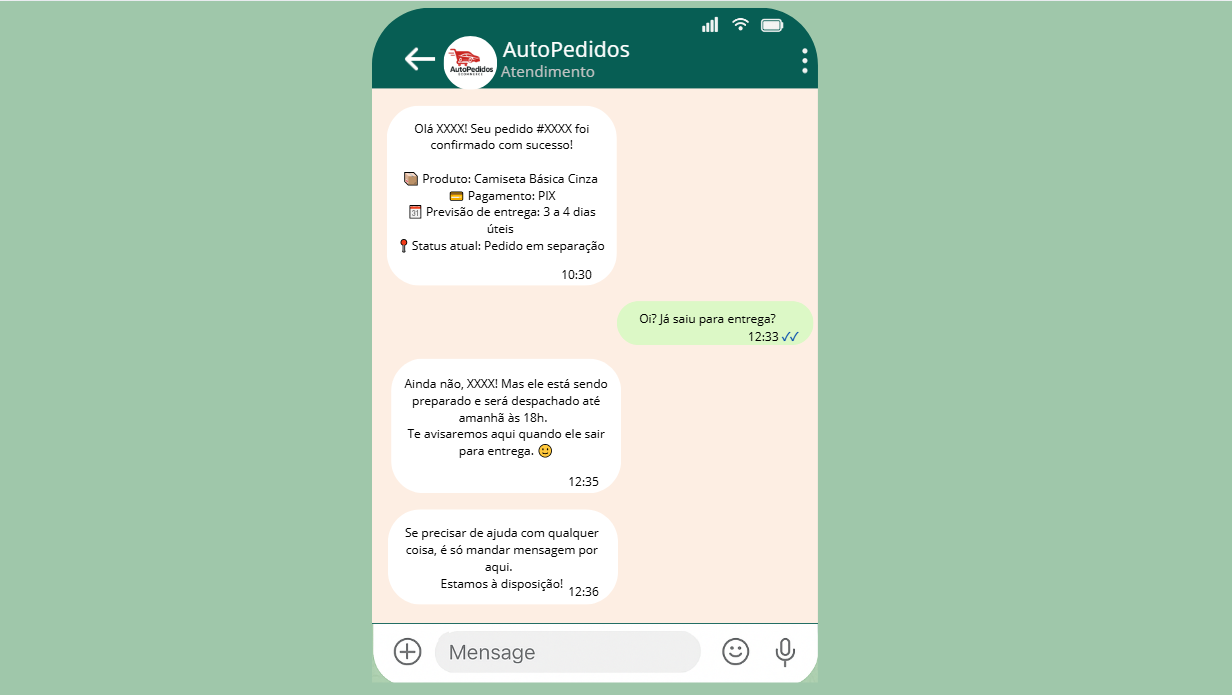 AutoPedidos
Atendimento
AutoPedidos
Olá XXXX! Seu pedido #XXXX foi
confirmado com sucesso!
Produto: Camiseta Básica Cinza
Pagamento: PIX
31 Previsão de entrega: 3 a 4 dias
úteis
Status atual: Pedido em separação
10:30
Oi? Já saiu para entrega?
12:33
Ainda não, XXXX! Mas ele está sendo
preparado e será despachado até
amanhã às 18h.
Te avisaremos aqui quando ele sair
para entrega.
12:35
Se precisar de ajuda com qualquer
coisa, é só mandar mensagem por
aqui.
Estamos à disposição!
12:36
Message